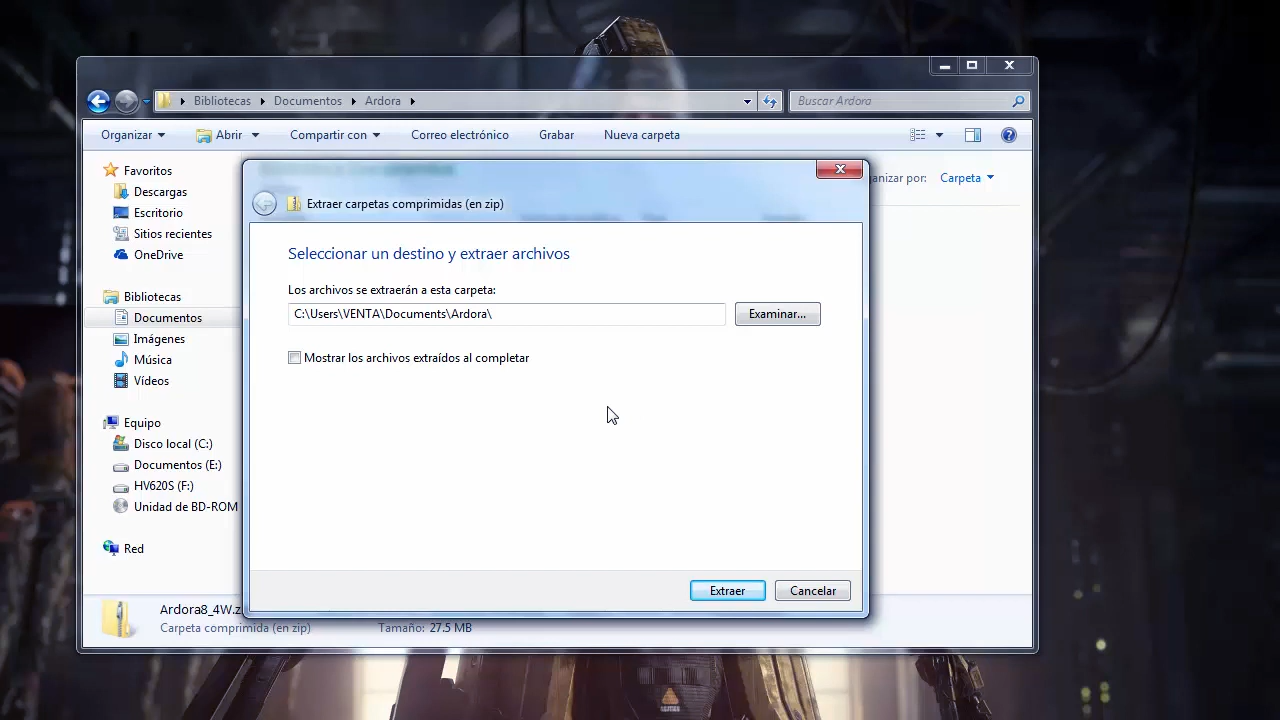 Bibliotecas
Documentos
Ardora
Buscar Ardora
Organizar
Abrir
Compartir con
Correo electrónico
Grabar
Nueva carpeta
Favoritos
Descargas
Escritorio
Sitios recientes
OneDrive
Bibliotecas
Documentos
Imágenes
Música
Vídeos
Equipo
Disco local (C:)
Documentos (E:)
HV620S (F:)
Unidad de BD-ROM
Red
Carpeta
Extraer carpetas comprimidas (en zip)
Seleccionar un destino y extraer archivos
Los archivos se extraerán a esta carpeta:
C:\Users\VENTA\Documents\Ardora\
Examinar...
Mostrar los archivos extraídos al completar
Extraer
Cancelar
Ardora8_4W.z
Carpeta comprimida (en zip)
Tamaño: 27.5 MB